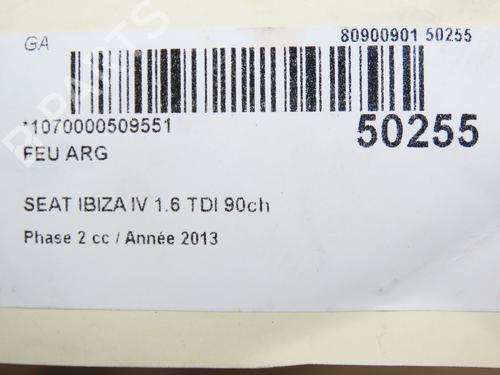 GA
80900901 50255
*1070000509551
50255
FEU ARG
SEAT IBIZA IV 1.6 TDI 90ch
Phase 2 cc / Année 2013